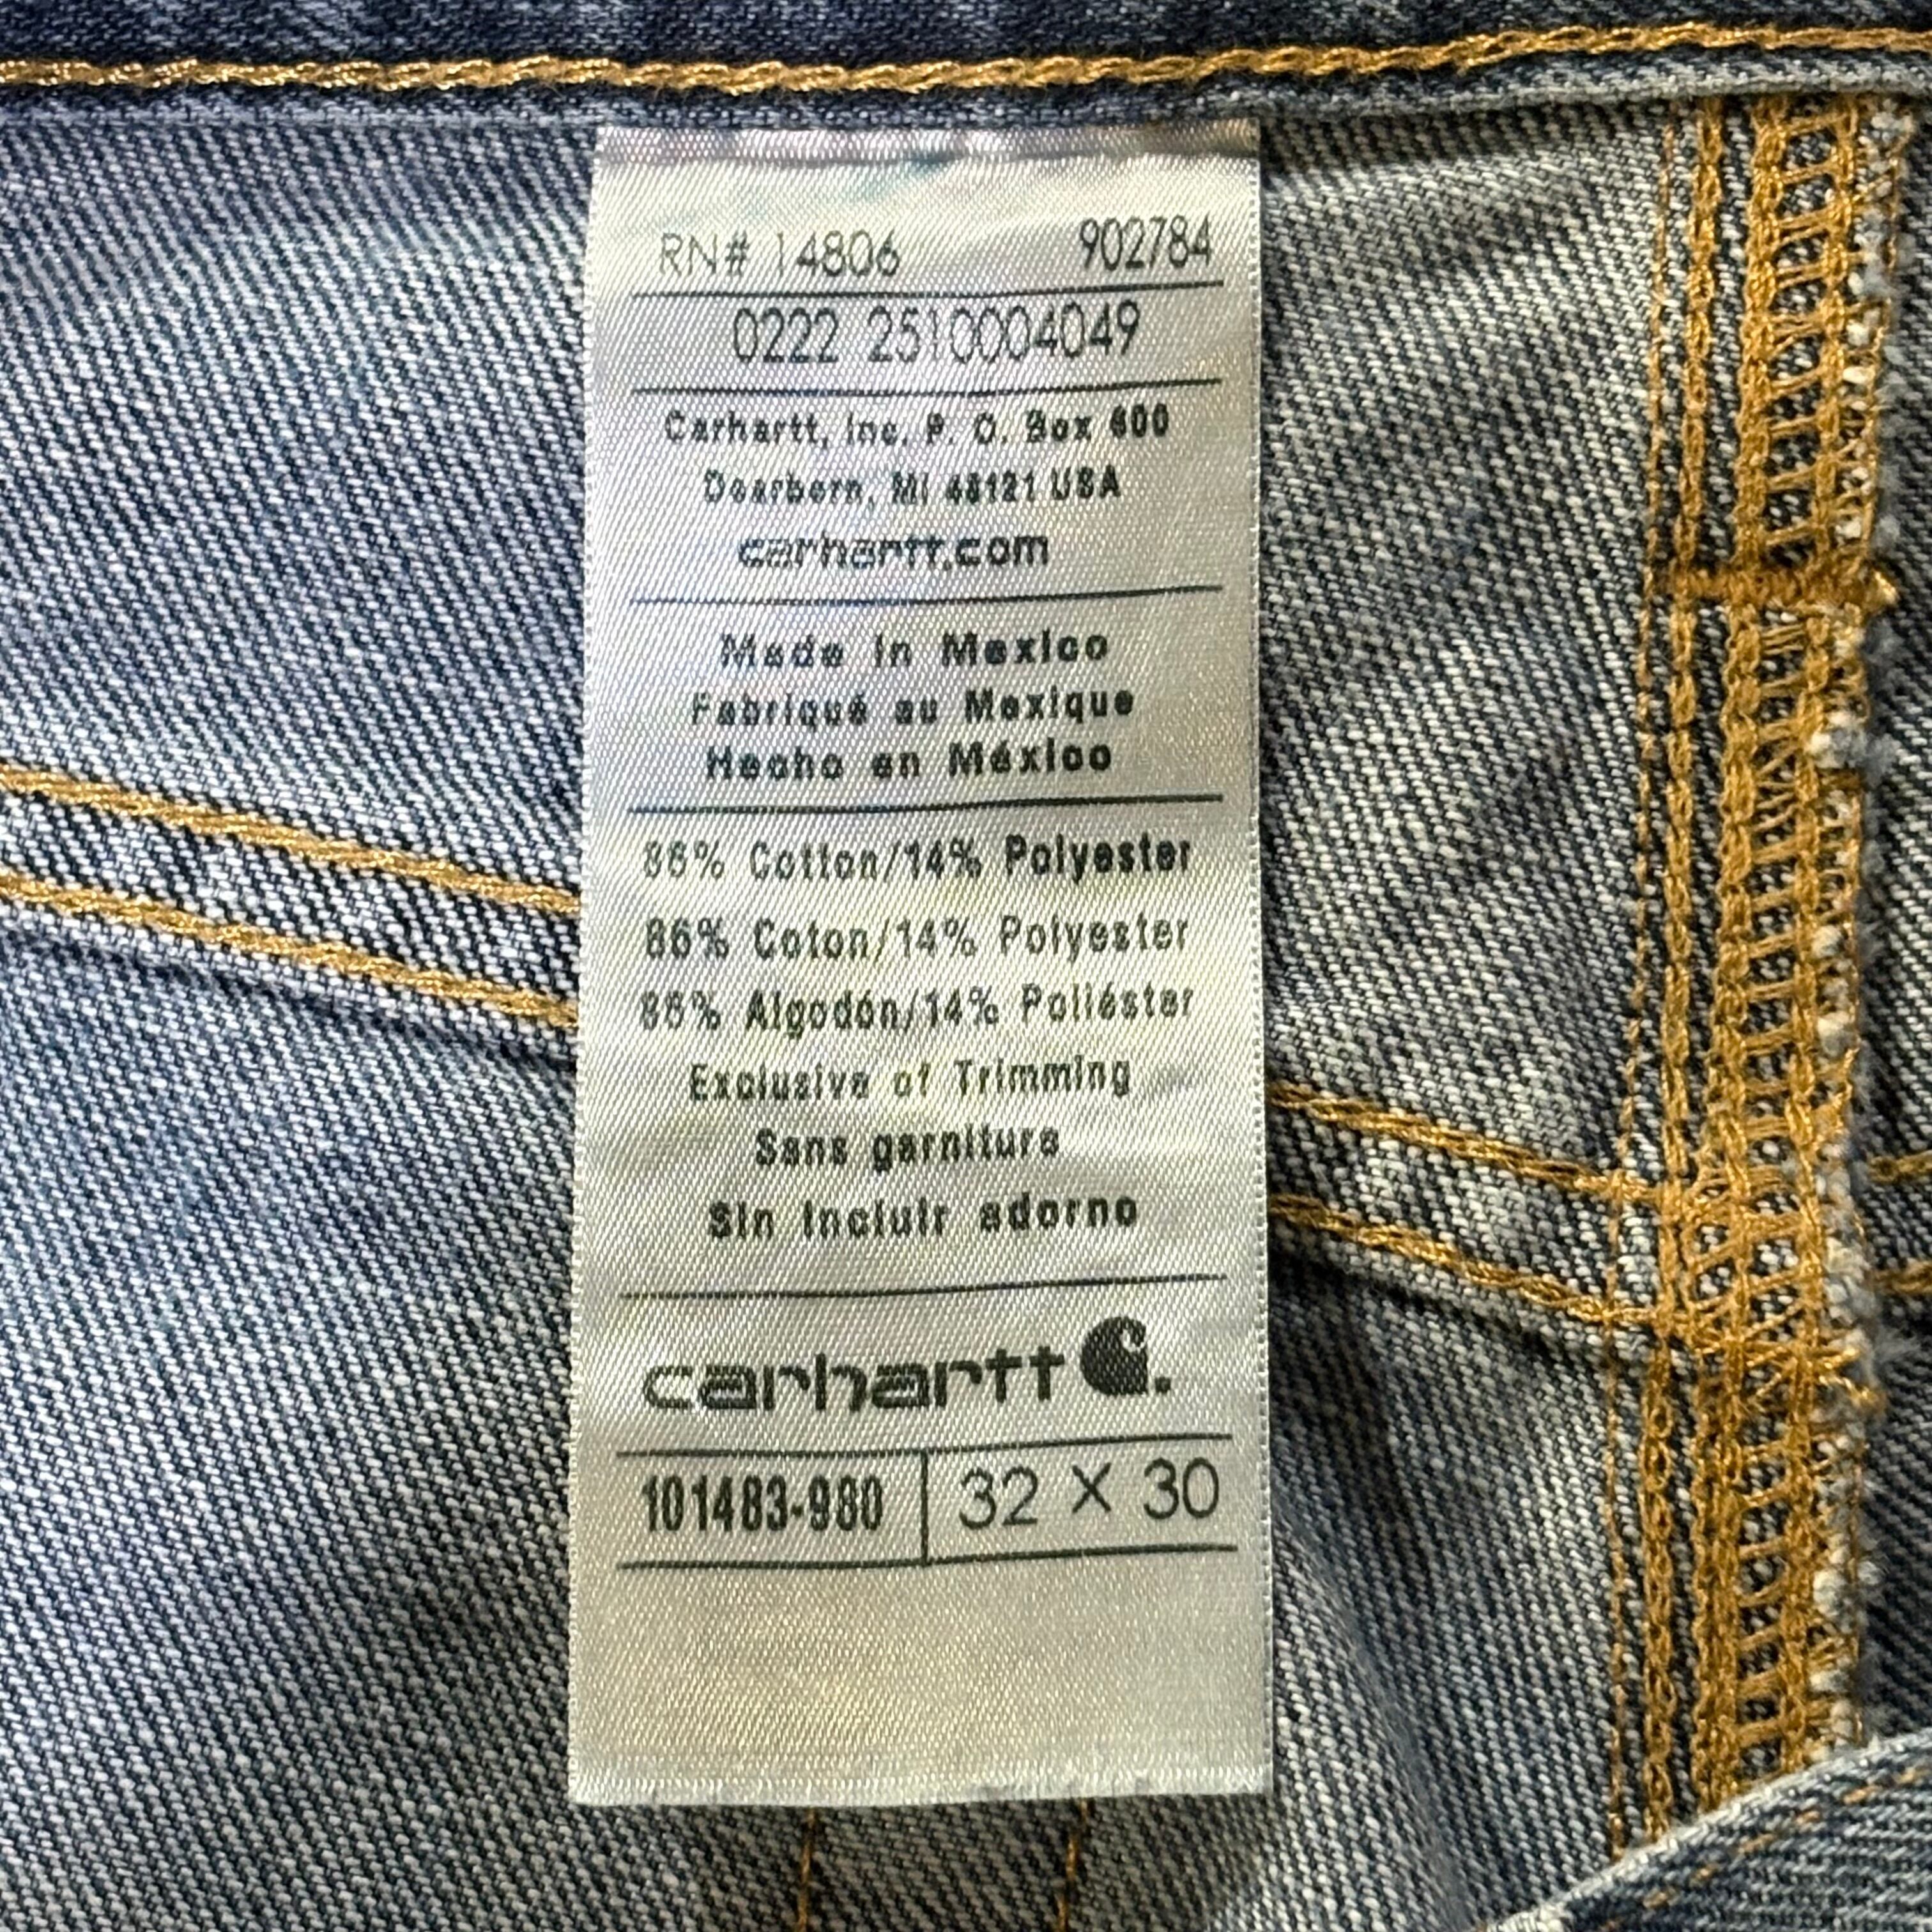 RN# 14806 902784
0222 2510004049
Carhartt, Inc. P. O. Box 600
Dearborn, MI 48121 USA
carhartt.com
Made in Mexico
Fabriqué au Mexique
Hecho en México
86% Cotton/14% Polyester
86% Coton/14% Polyester
86% Algodón/14% Poliéster
Exclusive of Trimming
Sans garniture
Sin incluir adorno
carhartt
101483-980 32 X 30